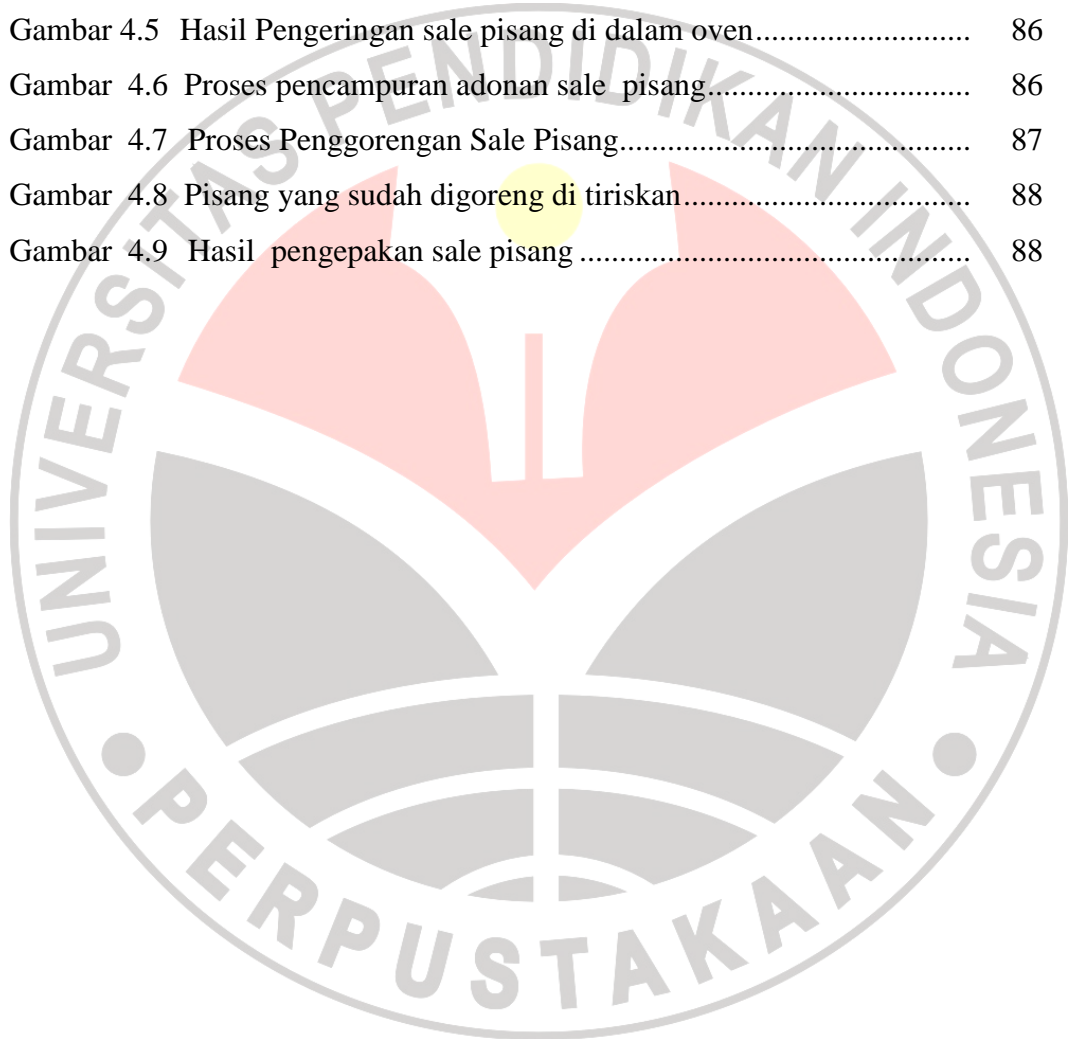 Gambar 4.5 Hasil Pengeringan sale pisang di dalam oven........................... 86
Gambar 4.6 Proses pencampuran adonan sale pisang................................. 86
Gambar 4.7 Proses Penggorengan Sale Pisang............................................ 87
Gambar 4.8 Pisang yang sudah digoreng di tiriskan.................................... 88
Gambar 4.9 Hasil pengepakan sale pisang ................................................. 88
UNIVERSITAS PENDIDIKAN INDONESIA
PERPUSTAKAAN